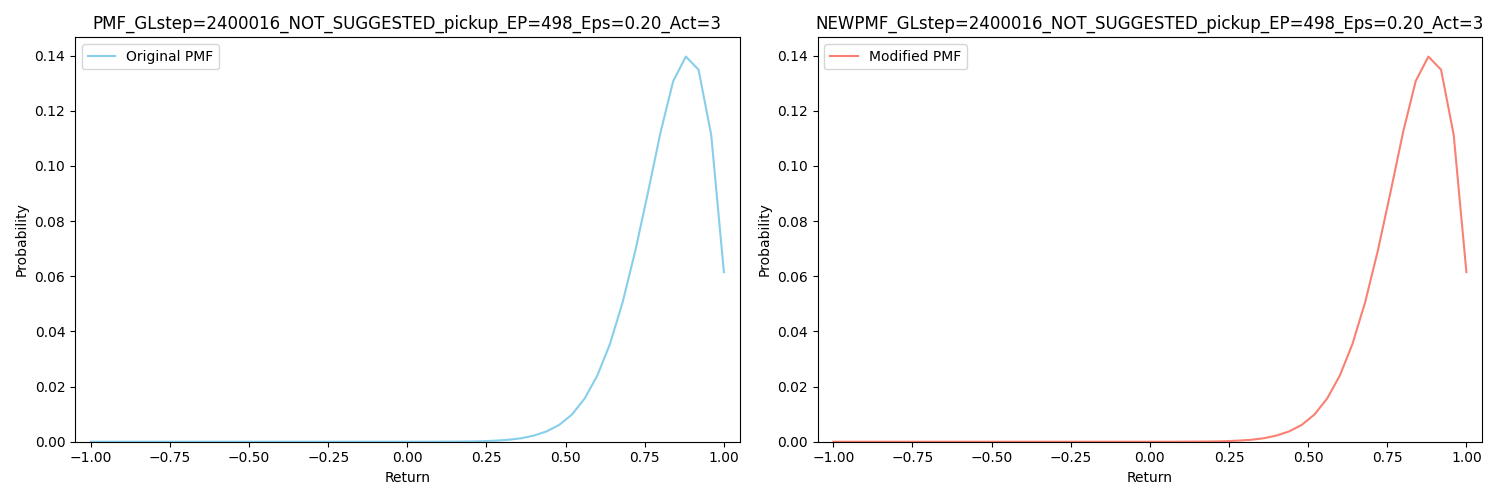 PMF_GLstep=2400016_NOT_SUGGESTED_pickup_EP=498_Eps=0.20_Act=3
Original PMF
Probability
0.14
0.12
0.10
0.08
0.06
0.04
0.02
0.00
−1.00 −0.75 −0.50 −0.25 0.00 0.25 0.50 0.75 1.00
Return
NEWPMF_GLstep=2400016_NOT_SUGGESTED_pickup_EP=498_Eps=0.20_Act=3
Modified PMF
Probability
0.14
0.12
0.10
0.08
0.06
0.04
0.02
0.00
−1.00 −0.75 −0.50 −0.25 0.00 0.25 0.50 0.75 1.00
Return